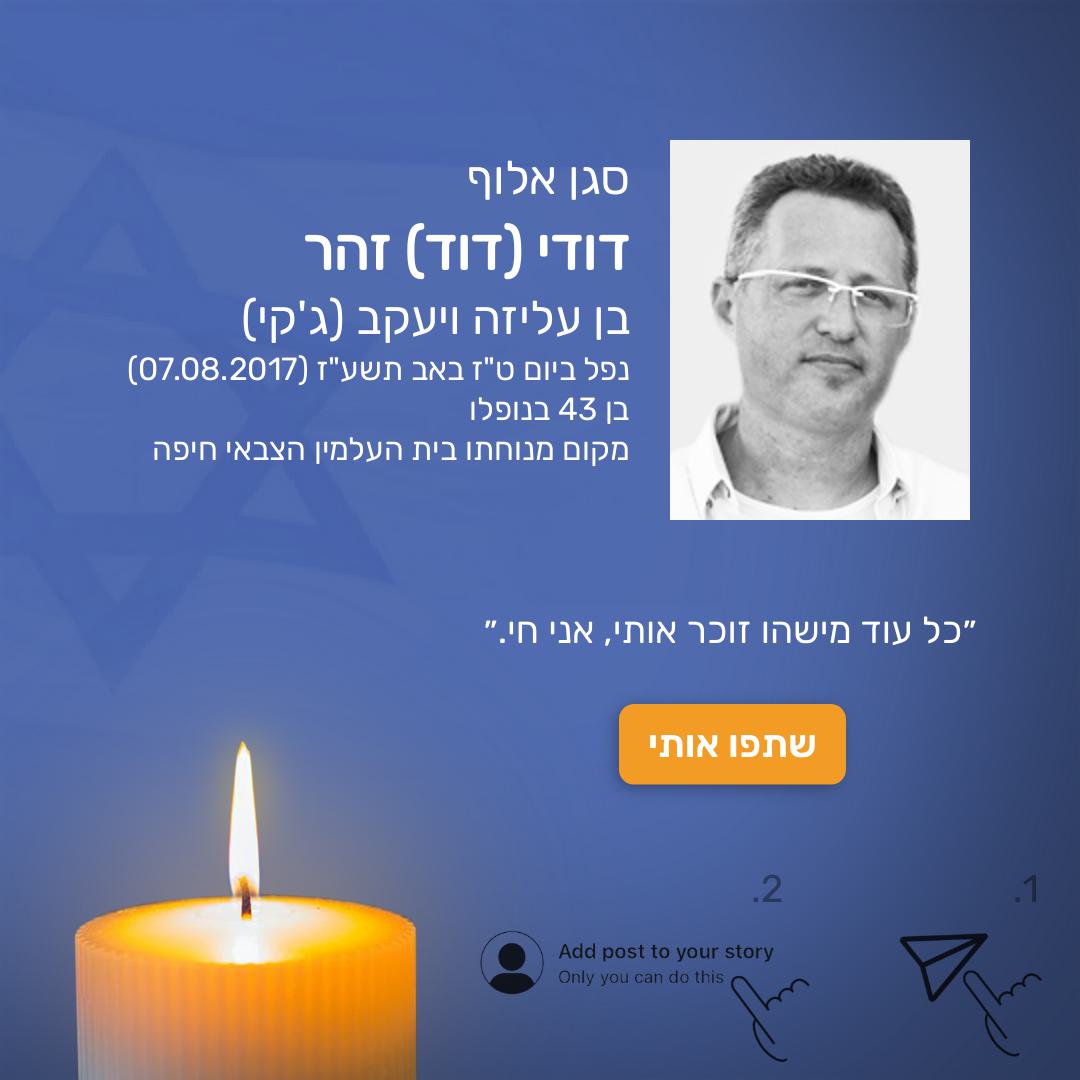 סגן אלוף
דודי (דוד) זהר
בן עליזה ויעקב (ג'קי)
נפל ביום ט"ז באב תשע"ז (07.08.2017)
בן 43 בנופלו
מקום מנוחתו בית העלמין הצבאי חיפה
״כל עוד מישהו זוכר אותי, אני חי.״
שתפו אותי
1.
2.
Add post to your story
Only you can do this